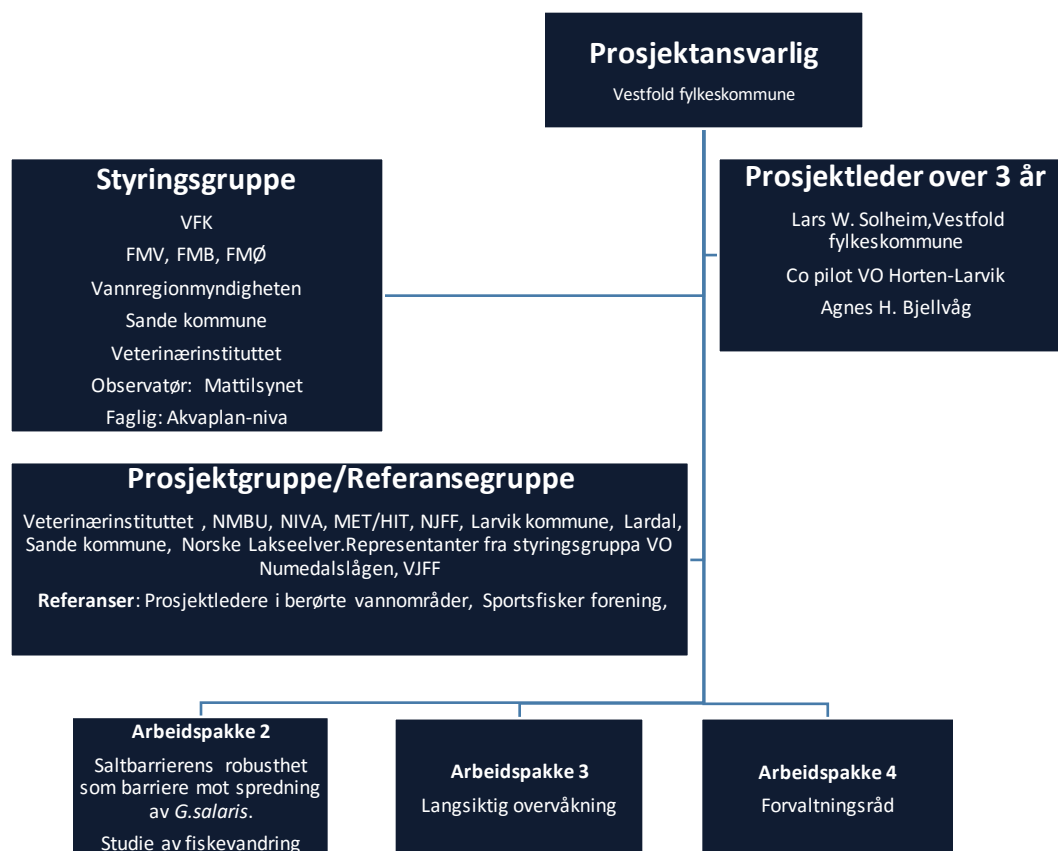 Prosjektansvarlig
Vestfold fylkeskommune
Styringsgruppe
VFK
FMV, FMB, FMØ
Vannregionmyndigheten
Sande kommune
Veterinærinstituttet
Observatør: Mattilsynet
Faglig: Akvaplan-niva
Prosjektleder over 3 år
Lars W. Solheim,Vestfold
fylkeskommune
Co pilot VO Horten-Larvik
Agnes H. Bjellvåg
Prosjektgruppe/Referansegruppe
Veterinærinstituttet , NMBU, NIVA, MET/HIT, NJFF, Larvik kommune, Lardal,
Sande kommune, Norske Lakseelver.Representanter fra styringsgruppa VO
Numedalslågen, VJFF
Referanser: Prosjektledere i berørte vannområder, Sportsfisker forening,
Arbeidspakke 2
Saltbarrierens robusthet
som barriere mot spredning
av G.salaris.
Studie av fiskevandring
Arbeidspakke 3
Langsiktig overvåkning
Arbeidspakke 4
Forvaltningsråd